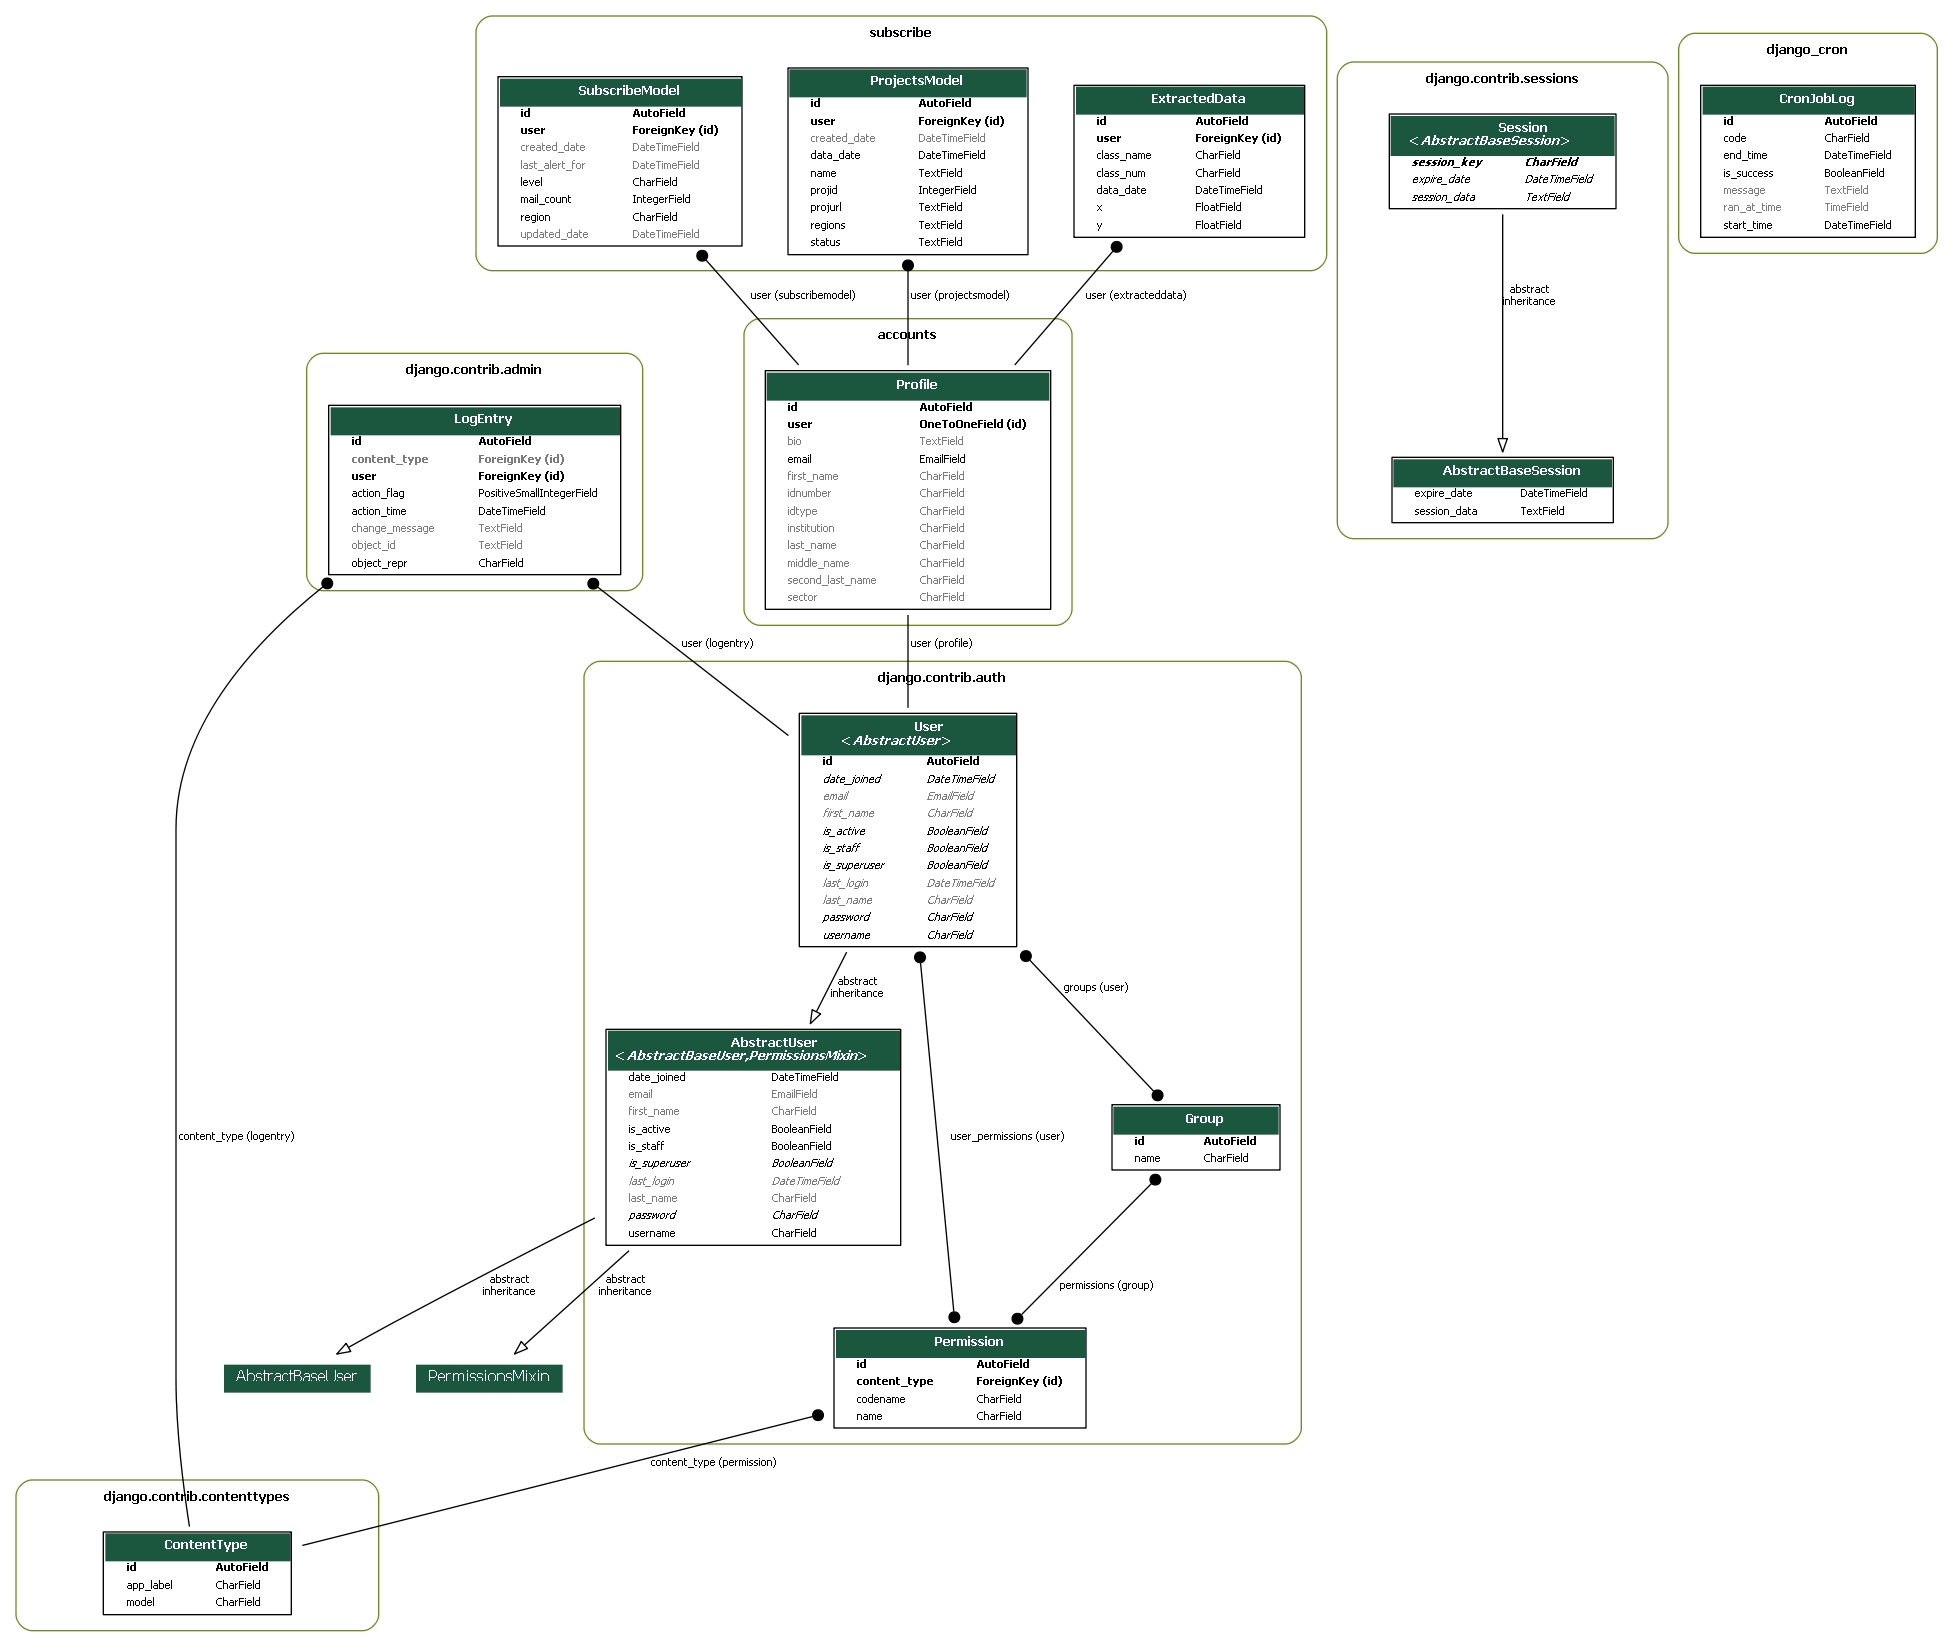 subscribe
SubscribeModel
id AutoField
user ForeignKey (id)
created_date DateTimeField
last_alert_for DateTimeField
level CharField
mail_count IntegerField
region CharField
updated_date DateTimeField
ProjectsModel
id AutoField
user ForeignKey (id)
created_date DateTimeField
data_date DateTimeField
name TextField
projid IntegerField
projurl TextField
regions TextField
status TextField
ExtractedData
id AutoField
user ForeignKey (id)
class_name CharField
class_num CharField
data_date DateTimeField
x FloatField
y FloatField
django.contrib.sessions
Session
<AbstractBaseSession>
session_key CharField
expire_date DateTimeField
session_data TextField
abstract
inheritance
AbstractBaseSession
expire_date DateTimeField
session_data TextField
django_cron
CronJobLog
id AutoField
code CharField
end_time DateTimeField
is_success BooleanField
message TextField
ran_at_time TimeField
start_time DateTimeField
user (subscribemodel)
user (projectsmodel)
user (extracteddata)
accounts
Profile
id AutoField
user OneToOneField (id)
bio TextField
email EmailField
first_name CharField
idnumber CharField
idtype CharField
institution CharField
last_name CharField
middle_name CharField
second_last_name CharField
sector CharField
django.contrib.admin
LogEntry
id AutoField
content_type ForeignKey (id)
user ForeignKey (id)
action_flag PositiveSmallIntegerField
action_time DateTimeField
change_message TextField
object_id TextField
object_repr CharField
user (logentry)
user (profile)
django.contrib.auth
User
<AbstractUser>
id AutoField
date_joined DateTimeField
email EmailField
first_name CharField
is_active BooleanField
is_staff BooleanField
is_superuser BooleanField
last_login DateTimeField
last_name CharField
password CharField
username CharField
abstract
inheritance
groups (user)
AbstractUser
<AbstractBaseUser,PermissionsMixin>
date_joined DateTimeField
email EmailField
first_name CharField
is_active BooleanField
is_staff BooleanField
is_superuser BooleanField
last_login DateTimeField
last_name CharField
password CharField
username CharField
content_type (logentry)
user_permissions (user)
Group
id AutoField
name CharField
abstract
inheritance
abstract
inheritance
permissions (group)
AbstractBaseUser
PermissionsMixin
Permission
id AutoField
content_type ForeignKey (id)
codename CharField
name CharField
content_type (permission)
django.contrib.contenttypes
ContentType
id AutoField
app_label CharField
model CharField